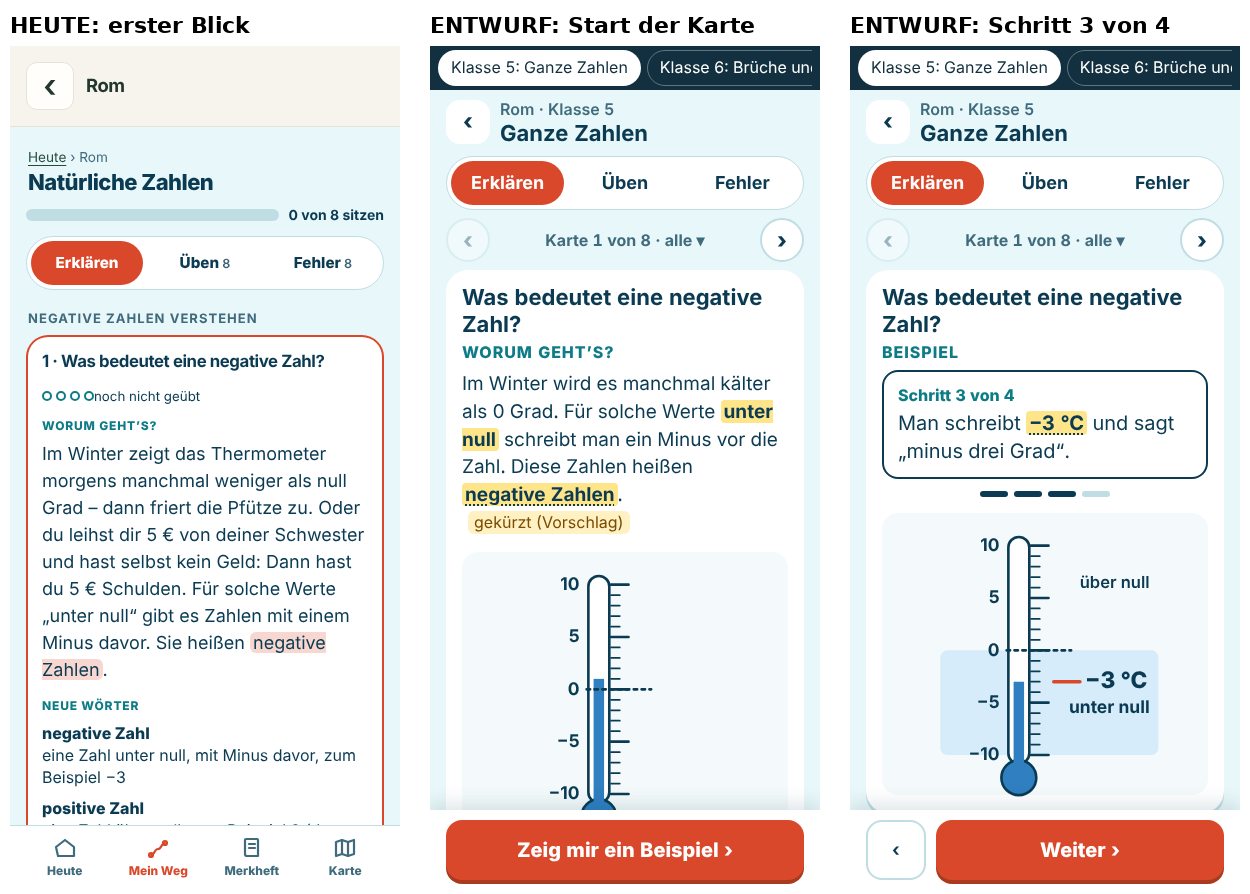 HEUTE: erster Blick
‹ Rom
Heute › Rom
Natürliche Zahlen
0 von 8 sitzen
Erklären Üben 8 Fehler 8
NEGATIVE ZAHLEN VERSTEHEN
1 · Was bedeutet eine negative Zahl?
noch nicht geübt
WORUM GEHT’S?
Im Winter zeigt das Thermometer
morgens manchmal weniger als null
Grad – dann friert die Pfütze zu. Oder
du leihst dir 5 € von deiner Schwester
und hast selbst kein Geld: Dann hast
du 5 € Schulden. Für solche Werte
„unter null“ gibt es Zahlen mit einem
Minus davor. Sie heißen negative
Zahlen.
NEUE WÖRTER
negative Zahl
eine Zahl unter null, mit Minus davor, zum
Beispiel −3
positive Zahl
Heute Mein Weg Merkheft Karte
ENTWURF: Start der Karte
Klasse 5: Ganze Zahlen Klasse 6: Brüche und
‹ Rom · Klasse 5
Ganze Zahlen
Erklären Üben Fehler
‹ Karte 1 von 8 · alle ▾ ›
Was bedeutet eine negative
Zahl?
WORUM GEHT’S?
Im Winter wird es manchmal kälter
als 0 Grad. Für solche Werte unter
null schreibt man ein Minus vor die
Zahl. Diese Zahlen heißen
negative Zahlen.
gekürzt (Vorschlag)
10
5
0
−5
−10
Zeig mir ein Beispiel ›
ENTWURF: Schritt 3 von 4
Klasse 5: Ganze Zahlen Klasse 6: Brüche und
‹ Rom · Klasse 5
Ganze Zahlen
Erklären Üben Fehler
‹ Karte 1 von 8 · alle ▾ ›
Was bedeutet eine negative
Zahl?
BEISPIEL
Schritt 3 von 4
Man schreibt −3 °C und sagt
„minus drei Grad“.
10
über null
5
0
−3 °C
−5 unter null
−10
‹ Weiter ›